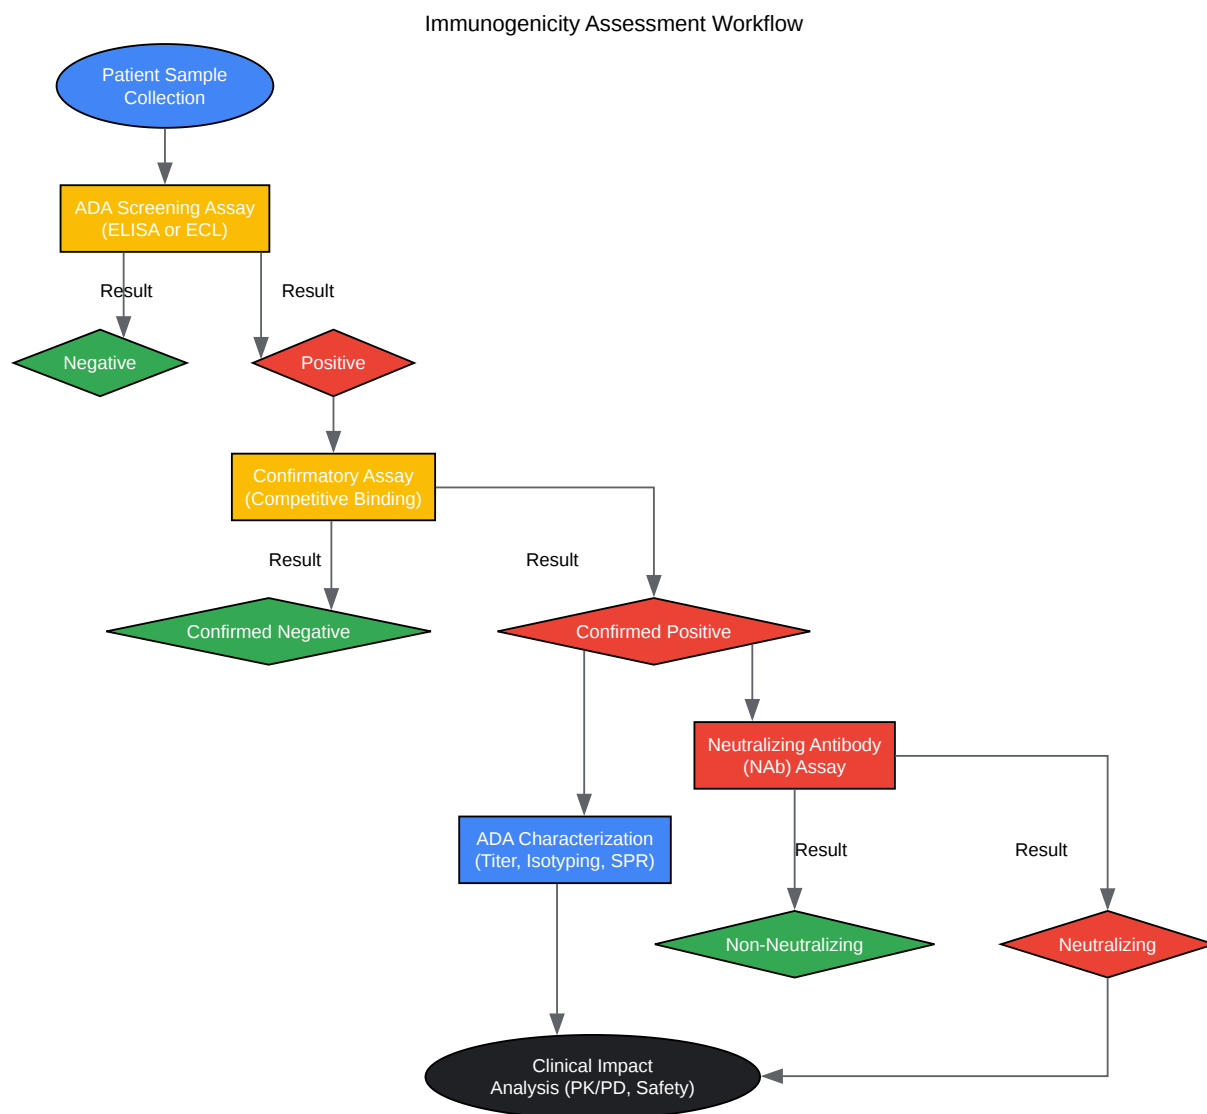 Immunogenicity Assessment Workflow
Patient Sample
Collection
ADA Screening Assay
(ELISA or ECL)
Result
Result
Negative
Positive
Confirmatory Assay
(Competitive Binding)
Result
Result
Confirmed Negative
Confirmed Positive
Neutralizing Antibody
(NAb) Assay
ADA Characterization
(Titer, Isotyping, SPR)
Result
Result
Non-Neutralizing
Neutralizing
Clinical Impact
Analysis (PK/PD, Safety)